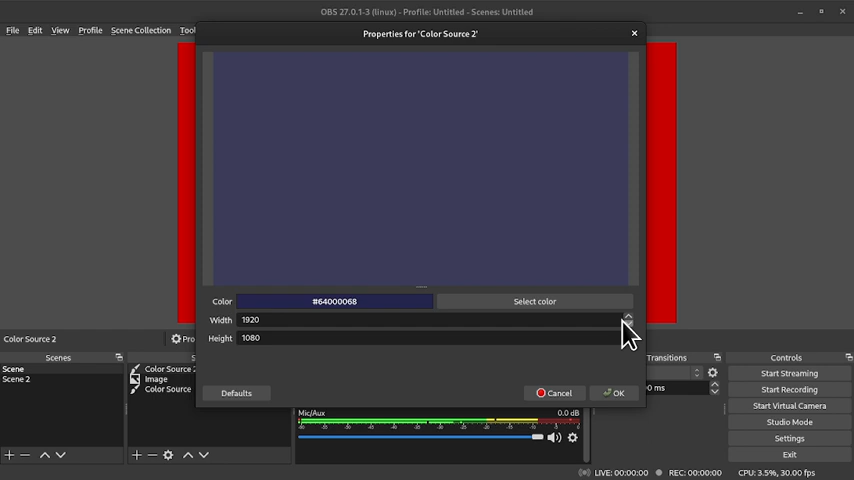 OBS 27.0.1-3 (linux) - Profile: Untitled - Scenes: Untitled
File Edit View Profile Scene Collection
Properties for 'Color Source 2'
Color #64000068 Select color
Width 1920
Height 1080
Defaults Cancel OK
Color Source 2
Scenes
Scene
Scene 2
Color Source 2
Image
Color Source
Mic/Aux 0.0 dB
Transitions
0 ms
Controls
Start Streaming
Start Recording
Start Virtual Camera
Studio Mode
Settings
Exit
LIVE: 00:00:00 REC: 00:00:00 CPU: 3.5%, 30.00 fps